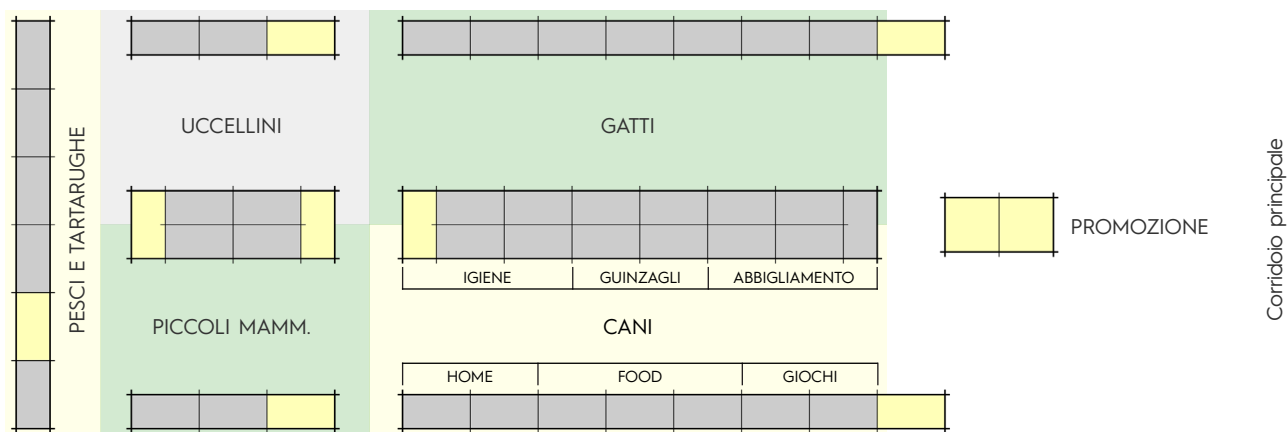 PESCI E TARTARUGHE
UCCELLINI
GATTI
PROMOZIONE
Corridoio principale
IGIENE
GUINZAGLI
ABBIGLIAMENTO
PICCOLI MAMM.
CANI
HOME
FOOD
GIOCHI